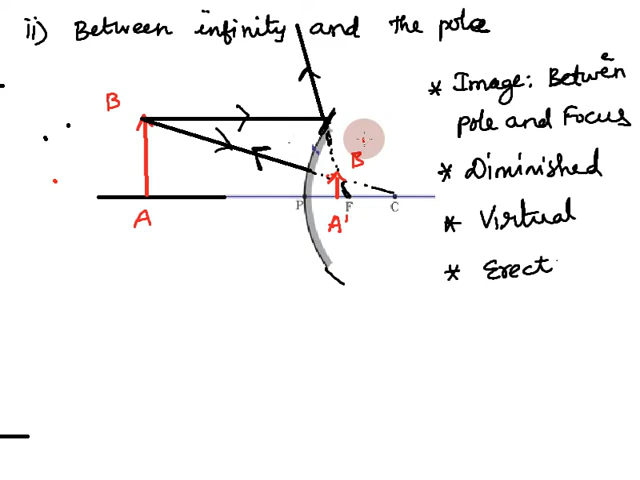 ii) Between infinity and the pole
B
* Image: Between
pole and Focus
B
* Diminished
P
F
C
A
A'
* Virtual
* Erect